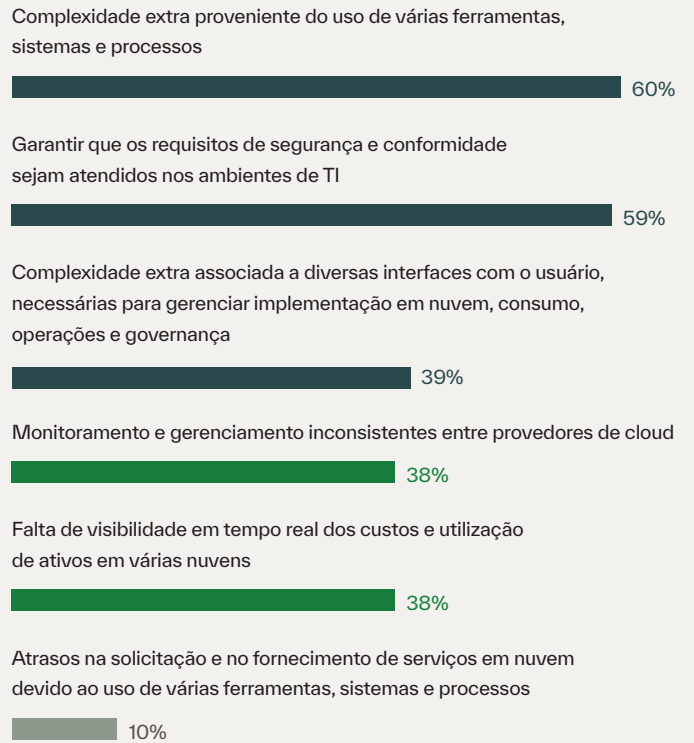 Complexidade extra proveniente do uso de várias ferramentas,
sistemas e processos
60%
Garantir que os requisitos de segurança e conformidade
sejam atendidos nos ambientes de TI
59%
Complexidade extra associada a diversas interfaces com o usuário,
necessárias para gerenciar implementação em nuvem, consumo,
operações e governança
39%
Monitoramento e gerenciamento inconsistentes entre provedores de cloud
38%
Falta de visibilidade em tempo real dos custos e utilização
de ativos em várias nuvens
38%
Atrasos na solicitação e no fornecimento de serviços em nuvem
devido ao uso de várias ferramentas, sistemas e processos
10%